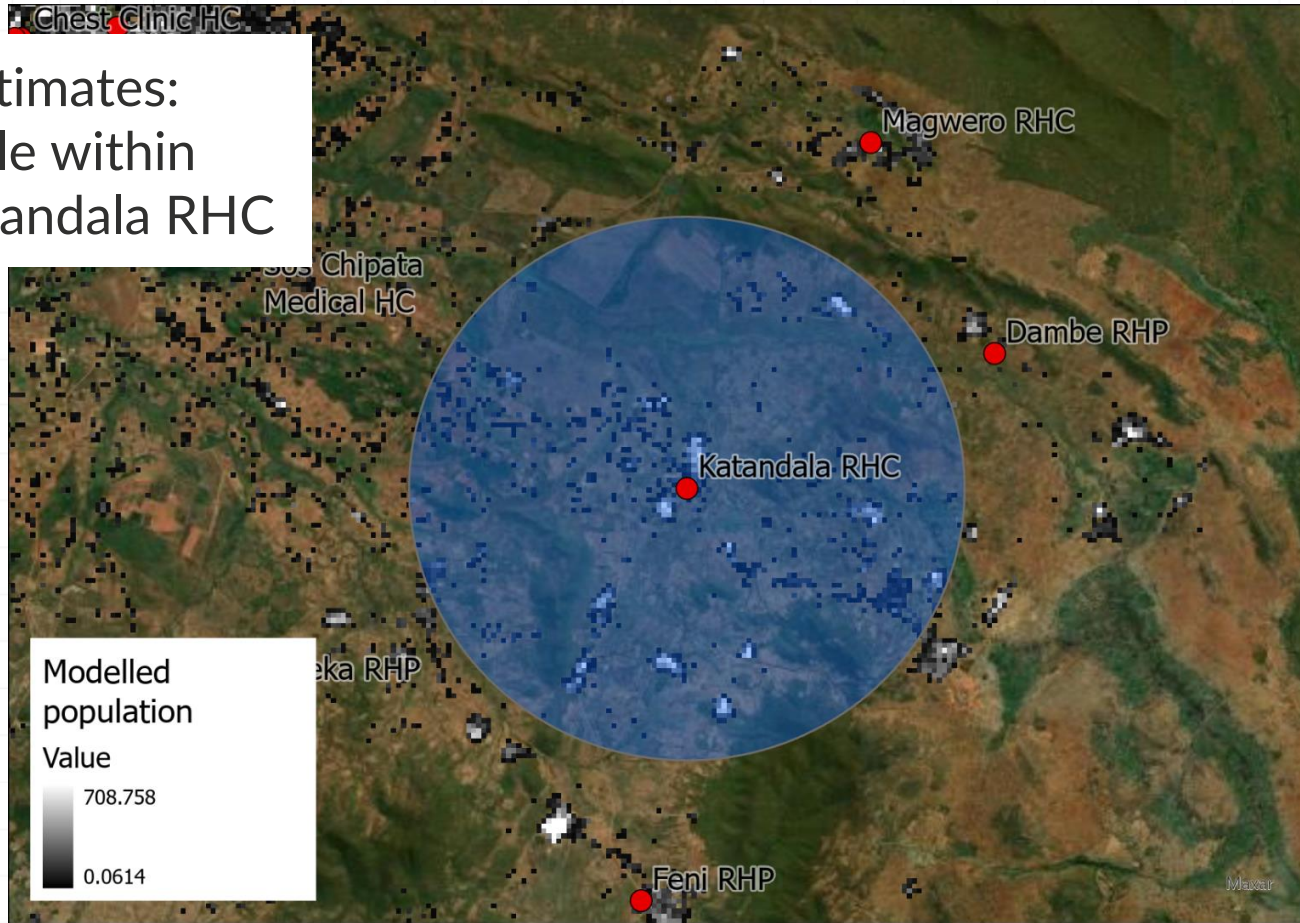 Chest Clinic HC
timates:
le within
andala RHC
Magwero RHC
Sos Chipata
Medical HC
Dambe RHP
Katandala RHC
eka RHP
Modelled
population
Value
708.758
0.0614
Feni RHP
Maxar